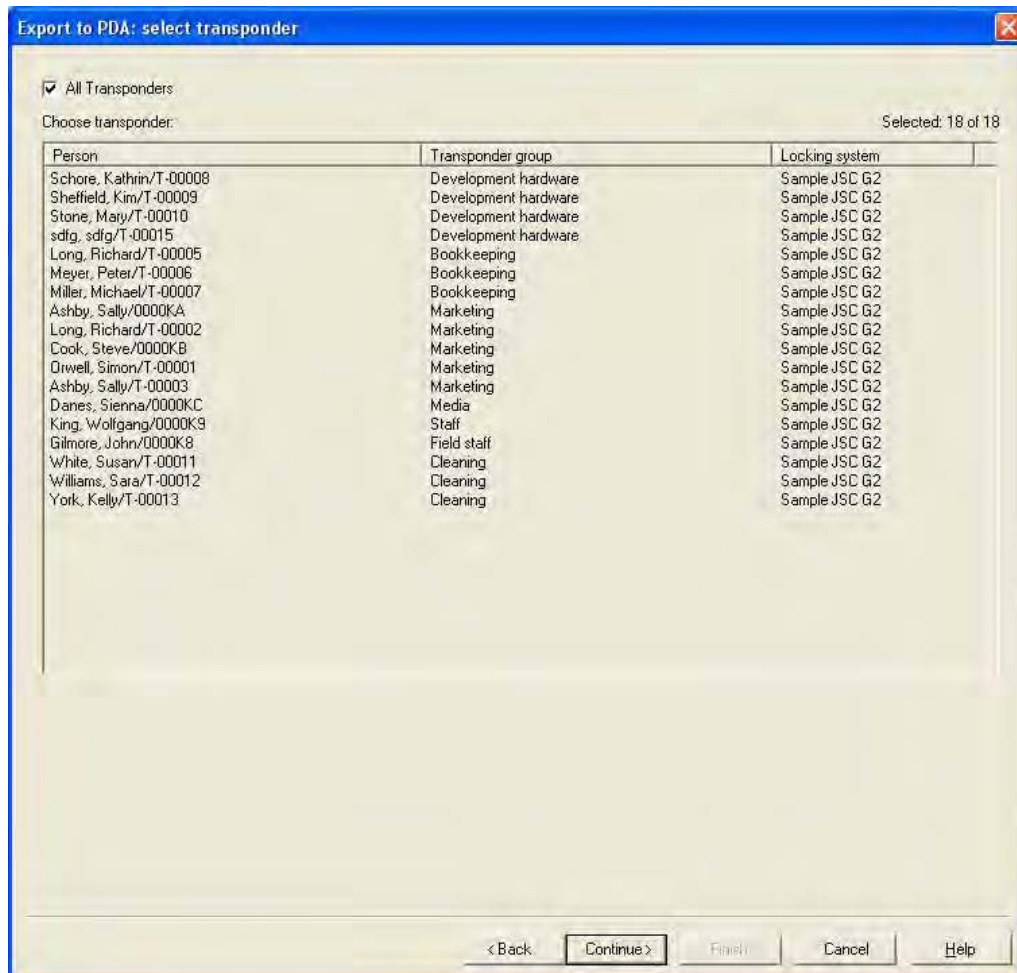 Export to PDA: select transponder
All Transponders
Choose transponder: Selected: 18 of 18
Person Transponder group Locking system
Schore, Kathrin/T-00008 Development hardware Sample JSC G2
Sheffield, Kim/T-00009 Development hardware Sample JSC G2
Stone, Mary/T-00010 Development hardware Sample JSC G2
sdfg, sdfg/T-00015 Development hardware Sample JSC G2
Long, Richard/T-00005 Bookkeeping Sample JSC G2
Meyer, Peter/T-00006 Bookkeeping Sample JSC G2
Miller, Michael/T-00007 Bookkeeping Sample JSC G2
Ashby, Sally/0000KA Marketing Sample JSC G2
Long, Richard/T-00002 Marketing Sample JSC G2
Cook, Steve/0000KB Marketing Sample JSC G2
Orwell, Simon/T-00001 Marketing Sample JSC G2
Ashby, Sally/T-00003 Marketing Sample JSC G2
Danes, Sienna/0000KC Media Sample JSC G2
King, Wolfgang/0000K9 Staff Sample JSC G2
Gilmore, John/0000K8 Field staff Sample JSC G2
White, Susan/T-00011 Cleaning Sample JSC G2
Williams, Sara/T-00012 Cleaning Sample JSC G2
York, Kelly/T-00013 Cleaning Sample JSC G2
< Back Continue > Finish Cancel Help